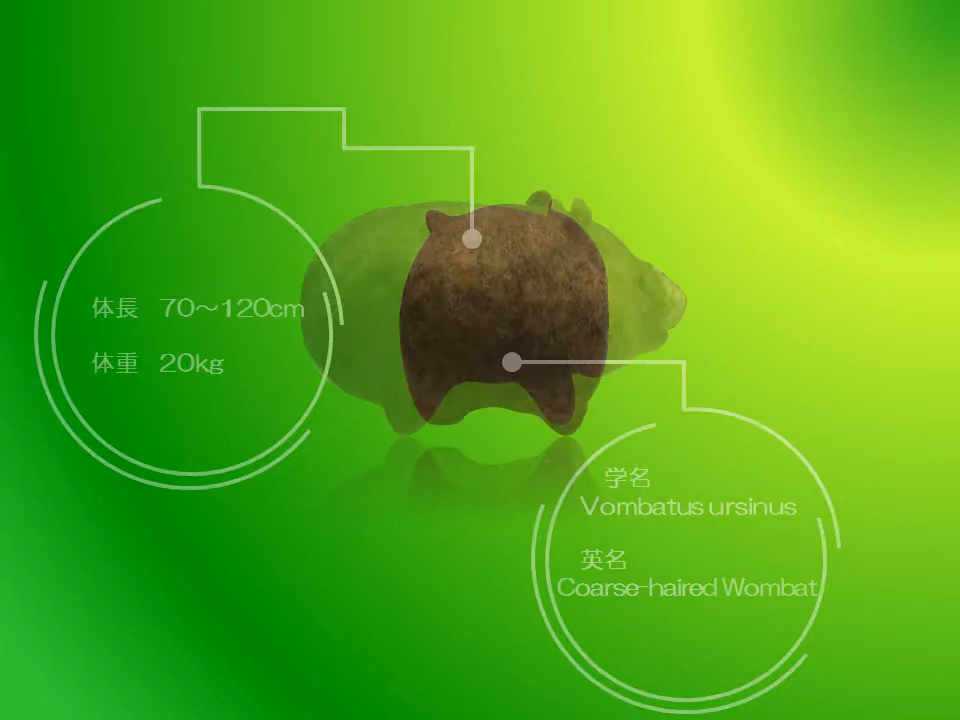 体長　70～120cm
体重　20kg
学名
Vombatus ursinus
英名
Coarse-haired Wombat